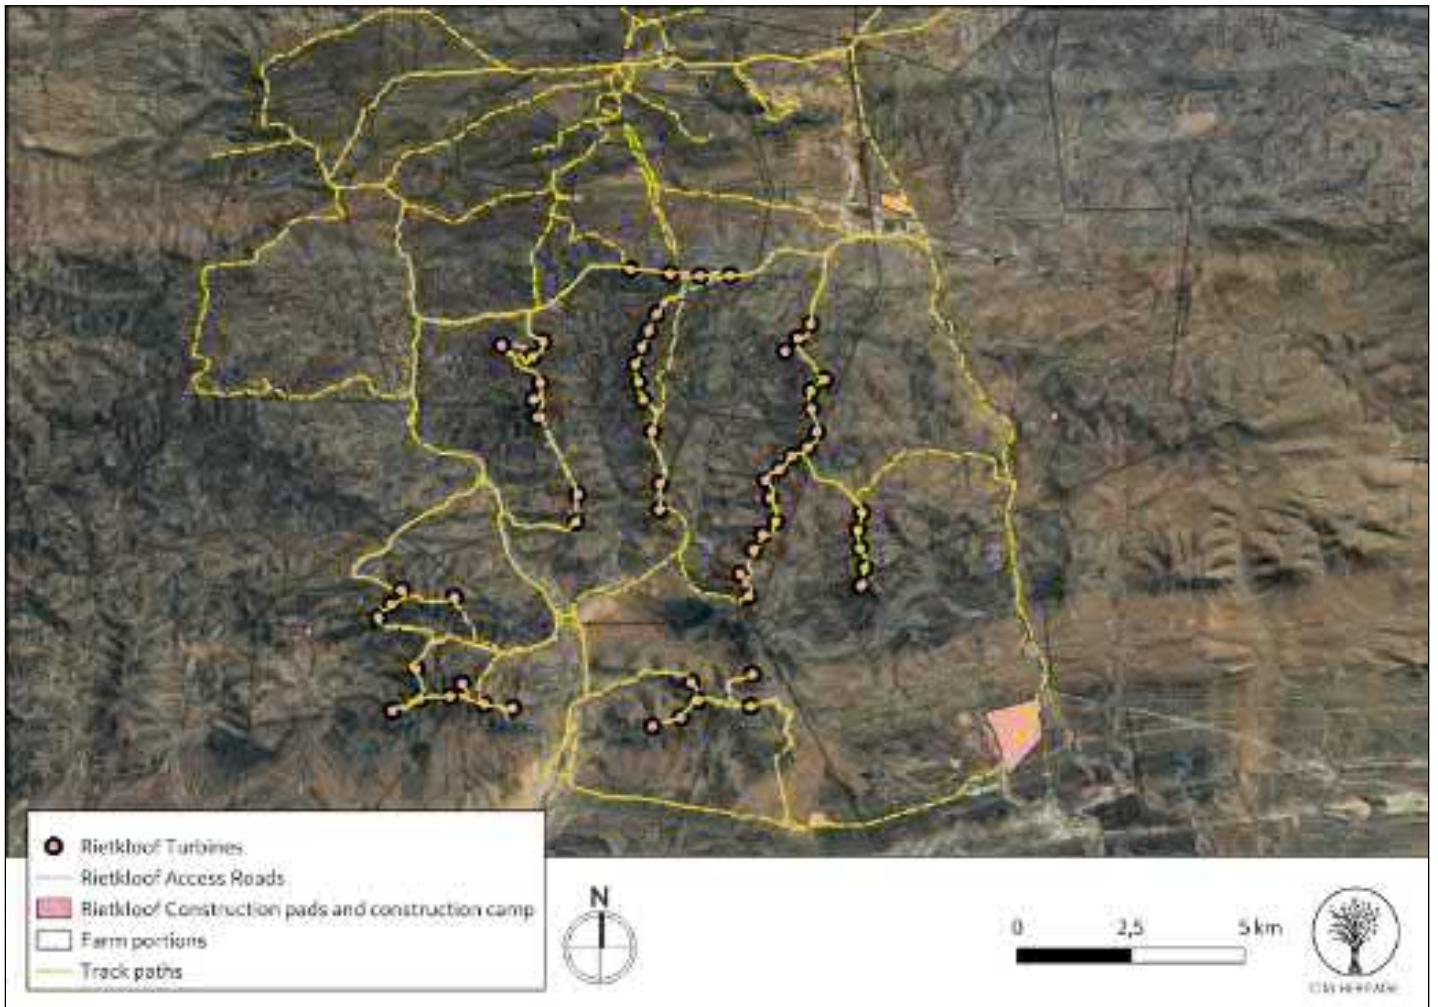 Rietkloof Turbines
Rietkloof Access Roads
Rietkloof Construction pads and construction camp
Farm portions
Track paths
N
0 2,5 5 km
HERITAGE